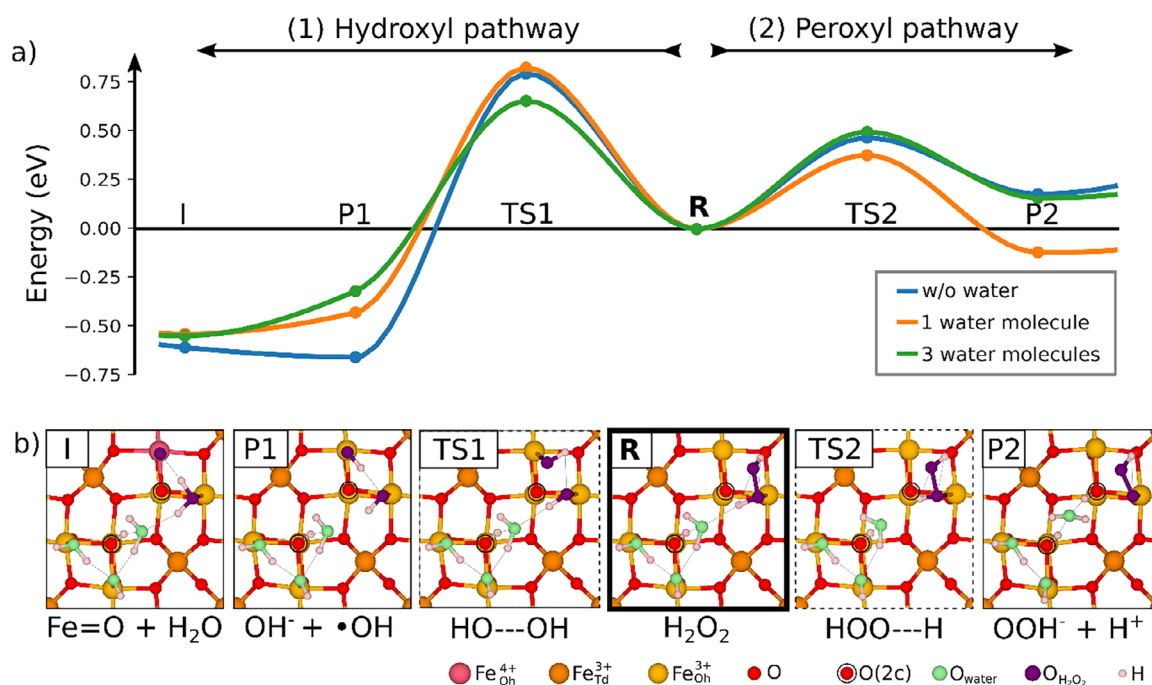 (1) Hydroxyl pathway (2) Peroxyl pathway
a)
Energy (eV)
0.75
0.50
0.25
0.00
−0.25
−0.50
−0.75
I P1 TS1 R TS2 P2
w/o water
1 water molecule
3 water molecules
b)
I P1 TS1 R TS2 P2
Fe=O + H₂O OH⁻ + •OH HO---OH H₂O₂ HOO---H OOH⁻ + H⁺
Fe⁴⁺Oh Fe³⁺Td Fe³⁺Oh O O(2c) Owater OH₂O₂ H